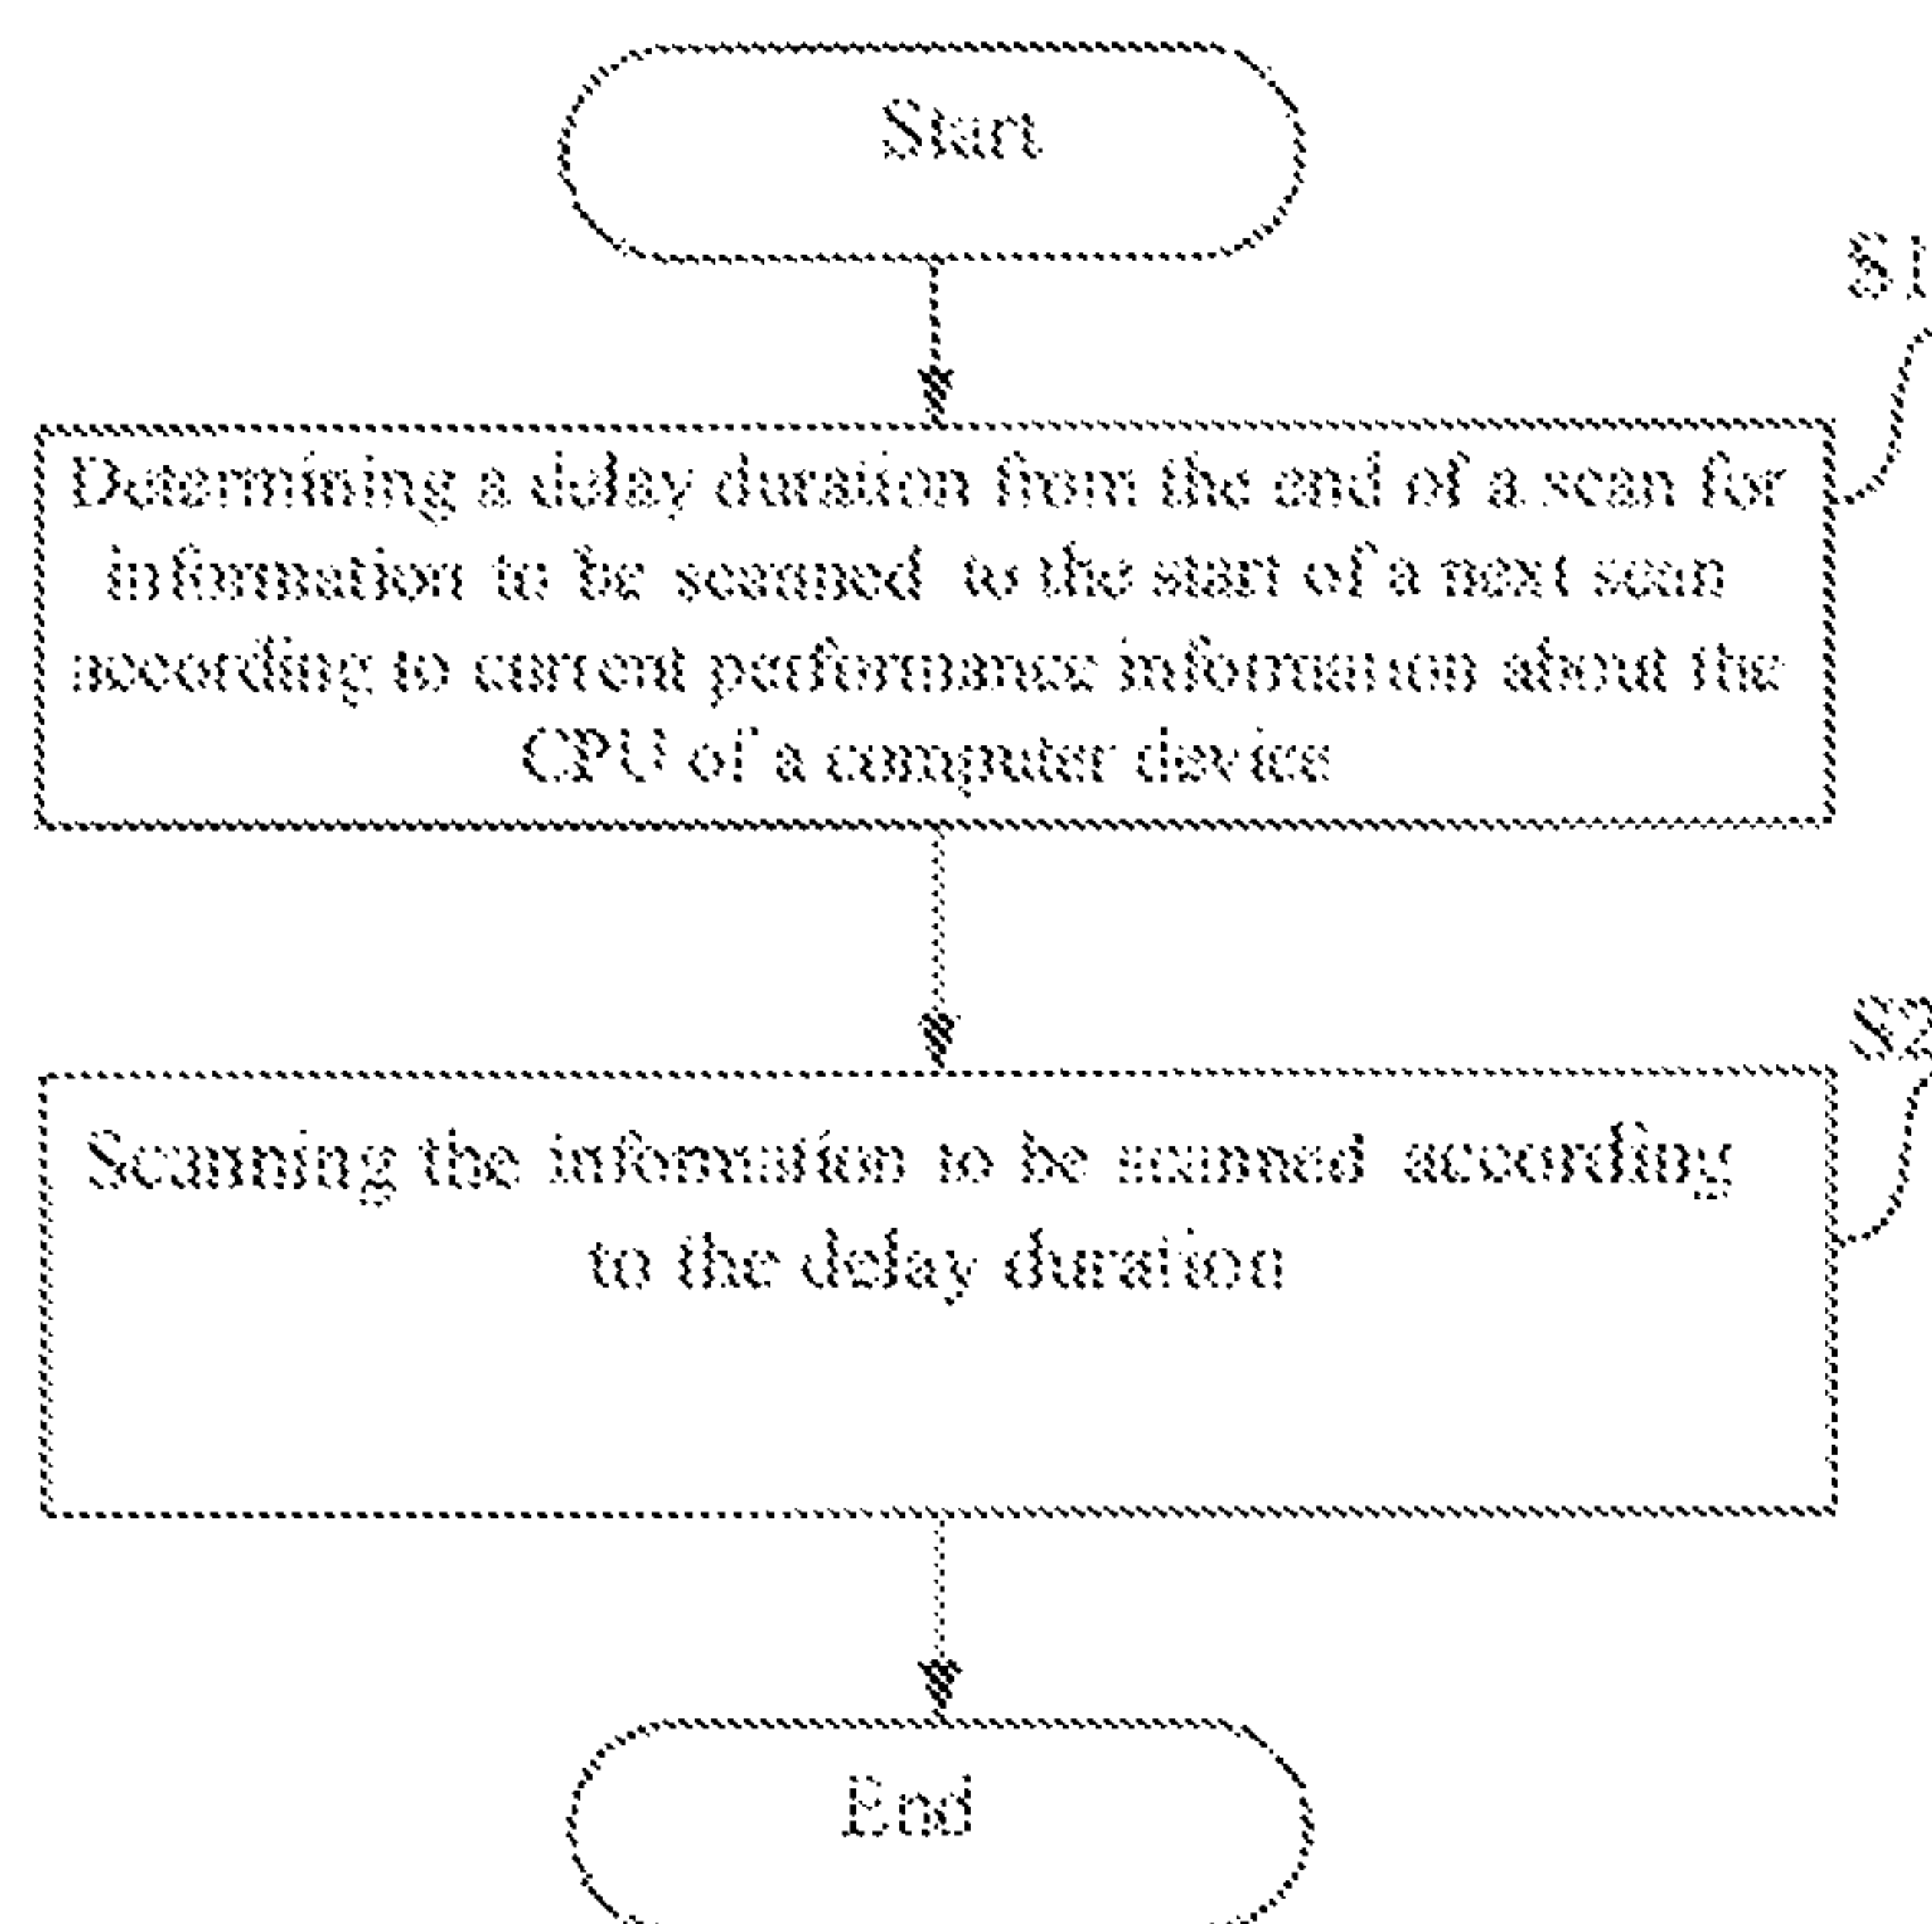 Start
S1
Determining a delay duration from the end of a scan for
information to be scanned to the start of a next scan
according to current performance information about the
CPU of a computer device
S2
Scanning the information to be scanned according
to the delay duration
End